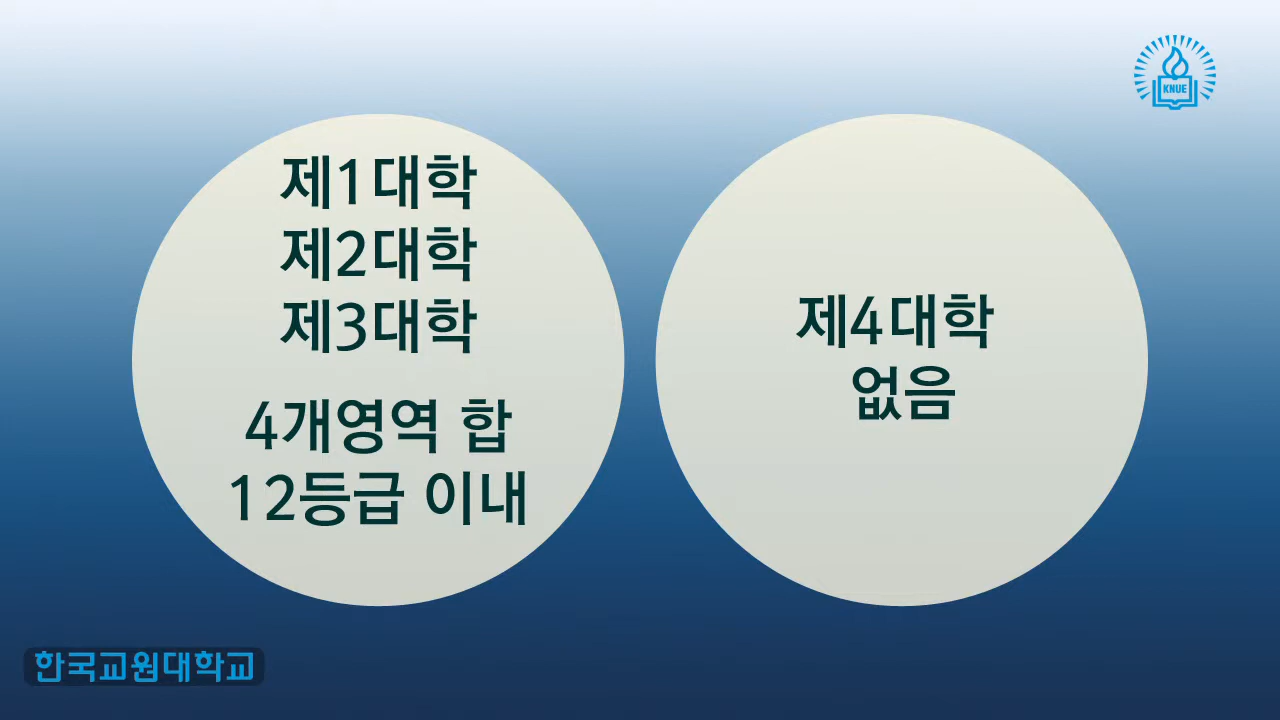 KNUE
제1대학
제2대학
제3대학
4개영역 합
12등급 이내
제4대학
없음
한국교원대학교